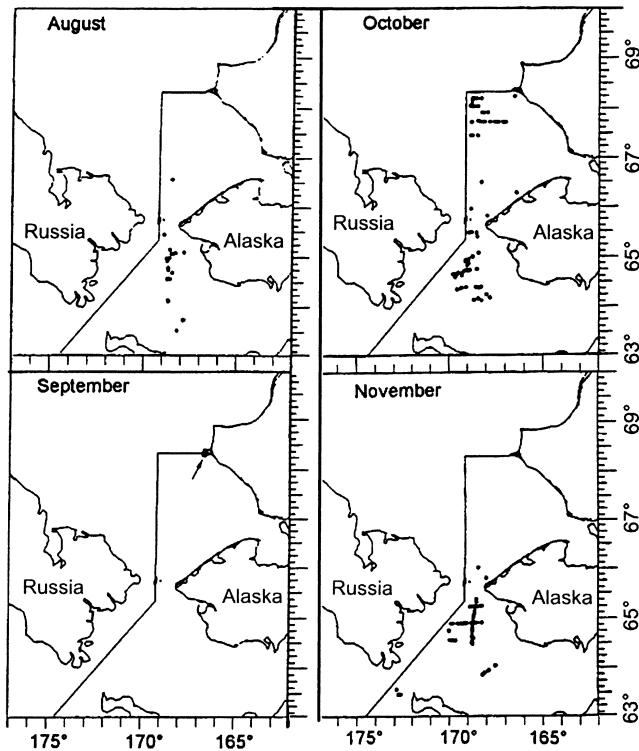 August
Russia
Alaska
October
Russia
Alaska
69°
67°
65°
63°
September
Russia
Alaska
175°
170°
165°
November
Russia
Alaska
69°
67°
65°
63°
175°
170°
165°